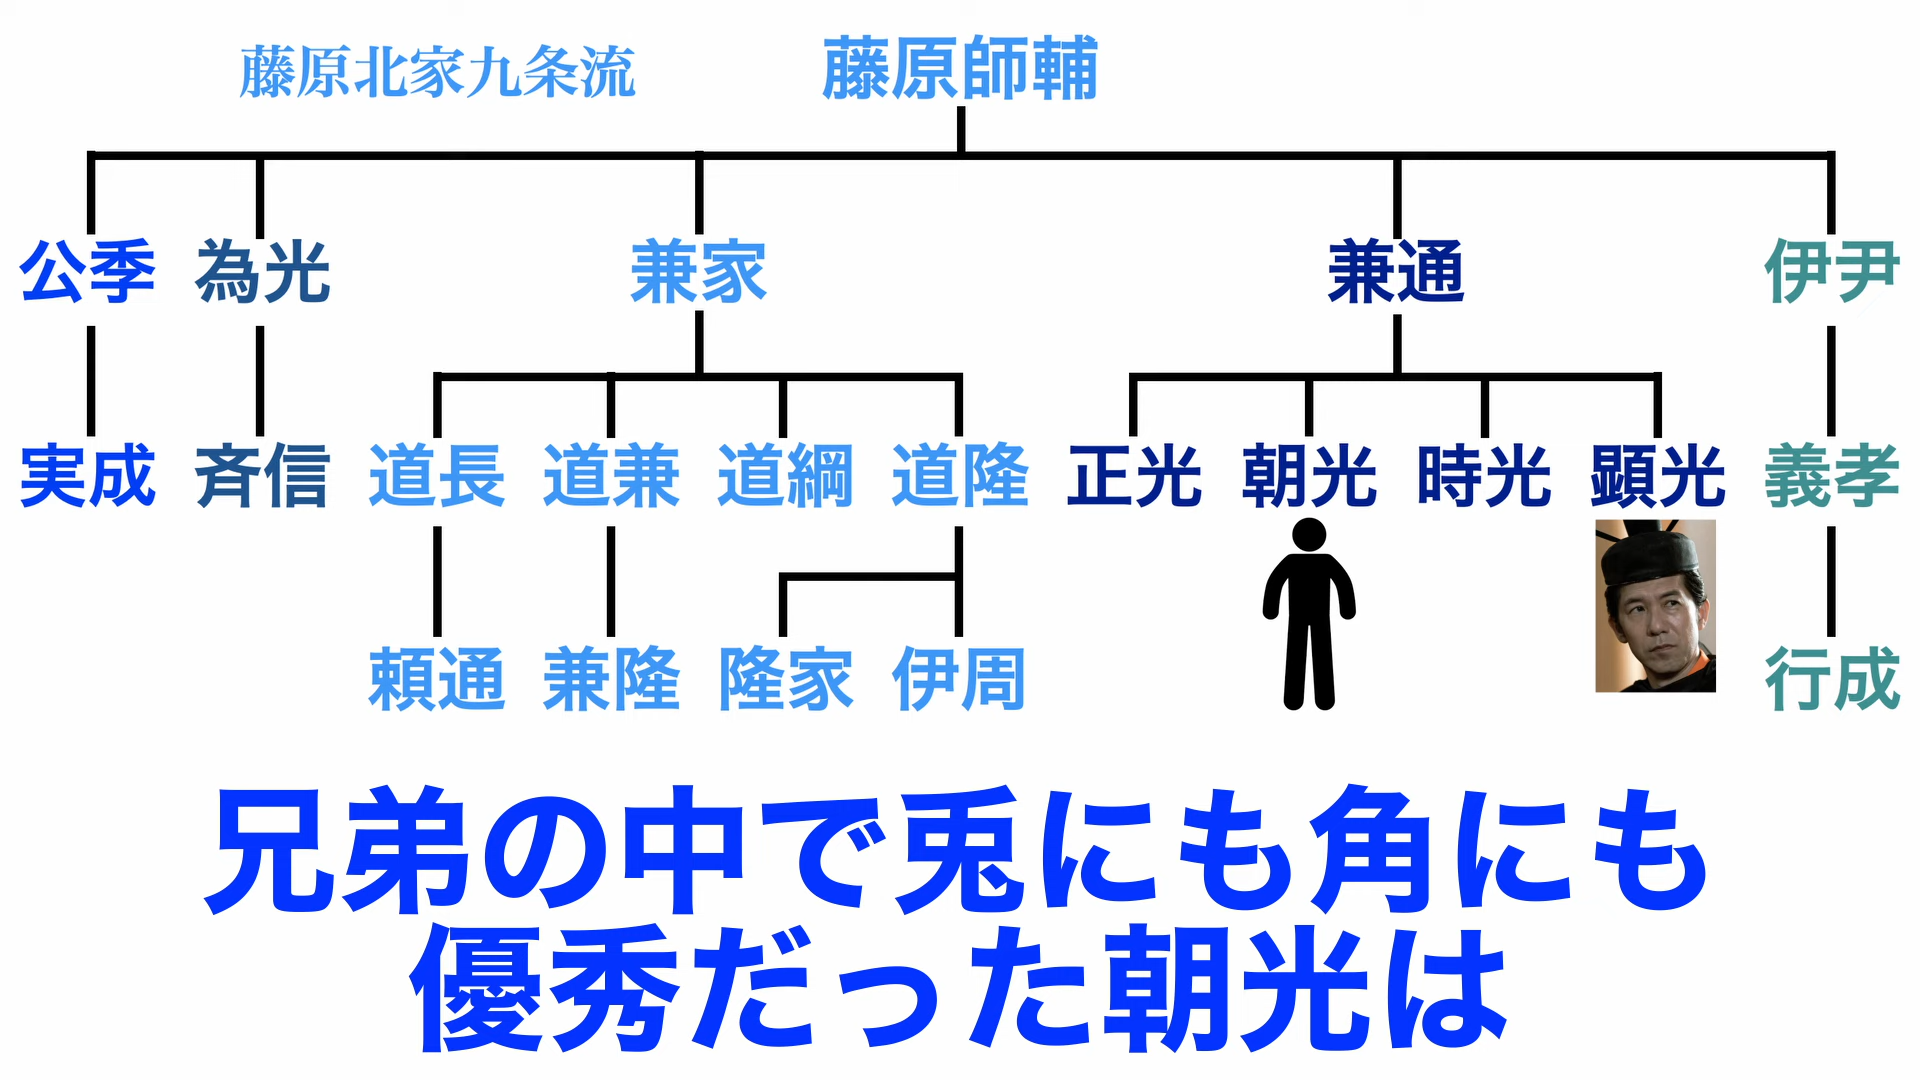 藤原北家九条流 藤原師輔
公季 為光 兼家 兼通 伊尹
実成 斉信 道長 道兼 道綱 道隆 正光 朝光 時光 顕光 義孝
頼通 兼隆 隆家 伊周 行成
兄弟の中で兎にも角にも
優秀だった朝光は